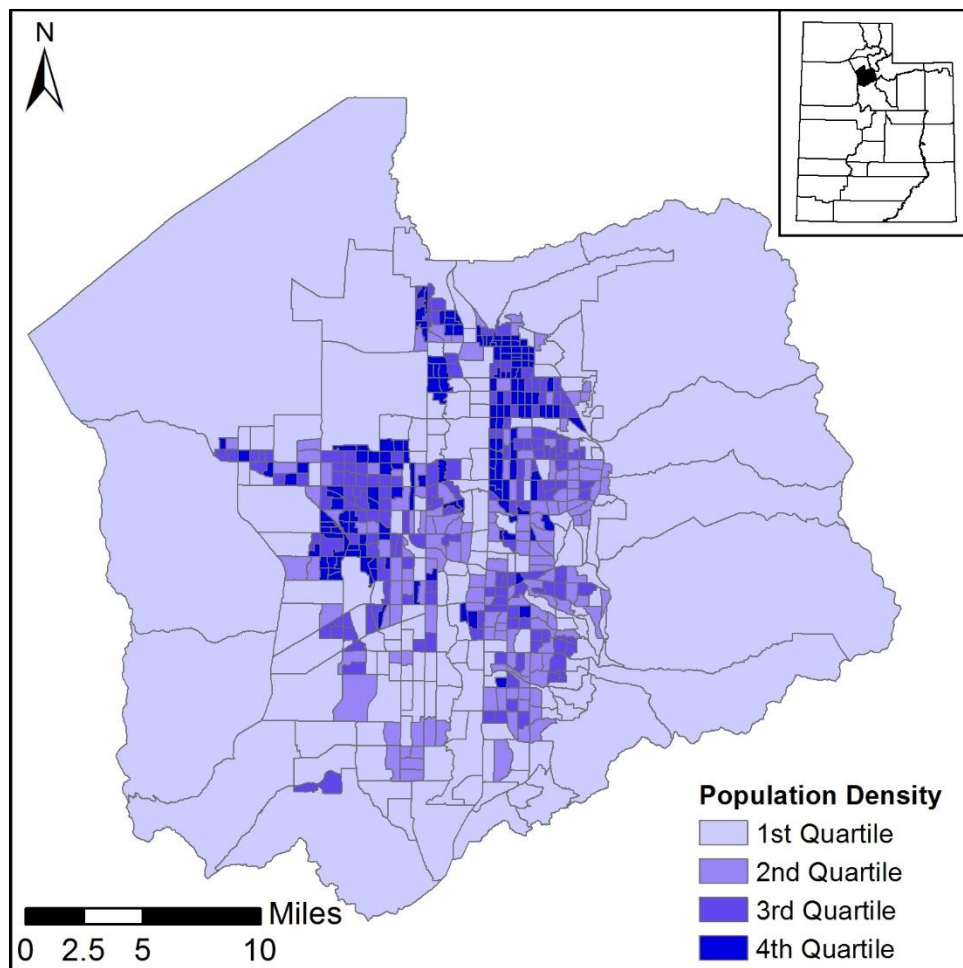 N
Population Density
1st Quartile
2nd Quartile
3rd Quartile
4th Quartile
Miles
0 2.5 5 10